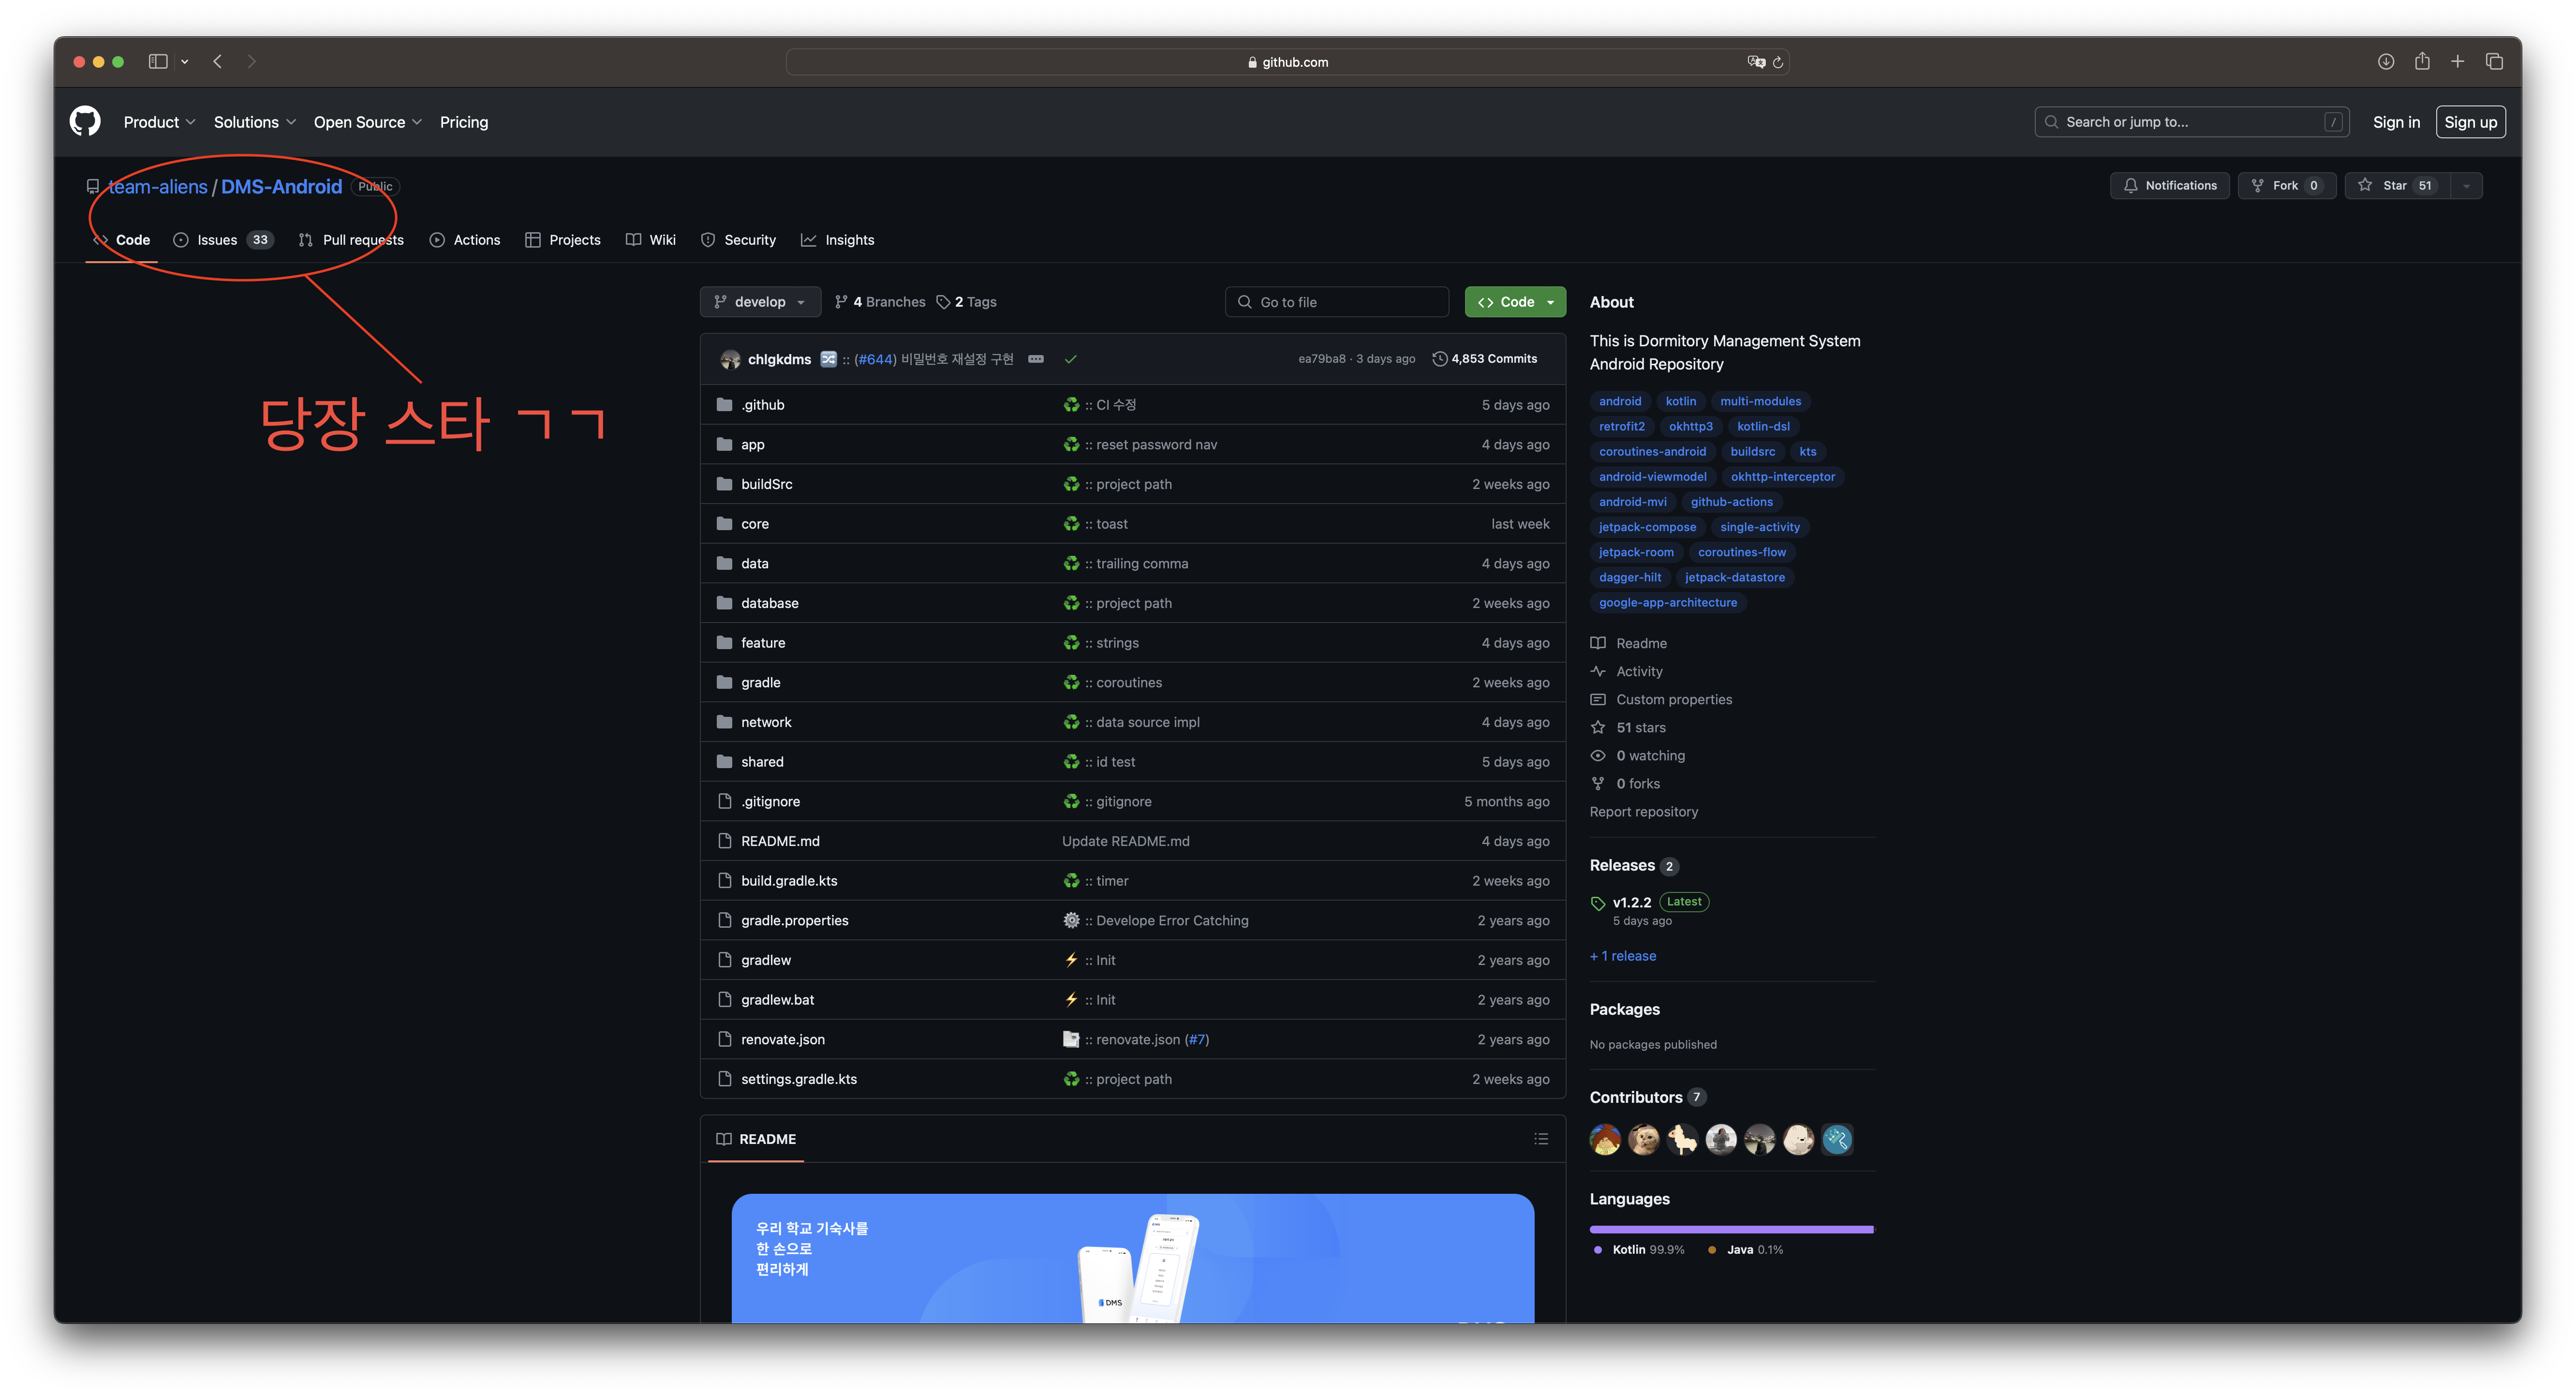 github.com
Product Solutions Open Source Pricing
Search or jump to... /
Sign in Sign up
team-aliens / DMS-Android Public
Notifications Fork 0 Star 51
Code Issues 33 Pull requests Actions Projects Wiki Security Insights
당장 스타 ㄱㄱ
develop 4 Branches 2 Tags Go to file Code
chlgkdms 🔀 :: (#644) 비밀번호 재설정 구현 ea79ba8 · 3 days ago 4,853 Commits
.github ♻️ :: CI 수정 5 days ago
app ♻️ :: reset password nav 4 days ago
buildSrc ♻️ :: project path 2 weeks ago
core ♻️ :: toast last week
data ♻️ :: trailing comma 4 days ago
database ♻️ :: project path 2 weeks ago
feature ♻️ :: strings 4 days ago
gradle ♻️ :: coroutines 2 weeks ago
network ♻️ :: data source impl 4 days ago
shared ♻️ :: id test 5 days ago
.gitignore ♻️ :: gitignore 5 months ago
README.md Update README.md 4 days ago
build.gradle.kts ♻️ :: timer 2 weeks ago
gradle.properties ⚙️ :: Develope Error Catching 2 years ago
gradlew ⚡ :: Init 2 years ago
gradlew.bat ⚡ :: Init 2 years ago
renovate.json :: renovate.json (#7) 2 years ago
settings.gradle.kts ♻️ :: project path 2 weeks ago
README
우리 학교 기숙사를
한 손으로
편리하게
DMS
About
This is Dormitory Management System
Android Repository
android kotlin multi-modules
retrofit2 okhttp3 kotlin-dsl
coroutines-android buildsrc kts
android-viewmodel okhttp-interceptor
android-mvi github-actions
jetpack-compose single-activity
jetpack-room coroutines-flow
dagger-hilt jetpack-datastore
google-app-architecture
Readme
Activity
Custom properties
51 stars
0 watching
0 forks
Report repository
Releases 2
v1.2.2 Latest
5 days ago
+ 1 release
Packages
No packages published
Contributors 7
Languages
Kotlin 99.9% Java 0.1%